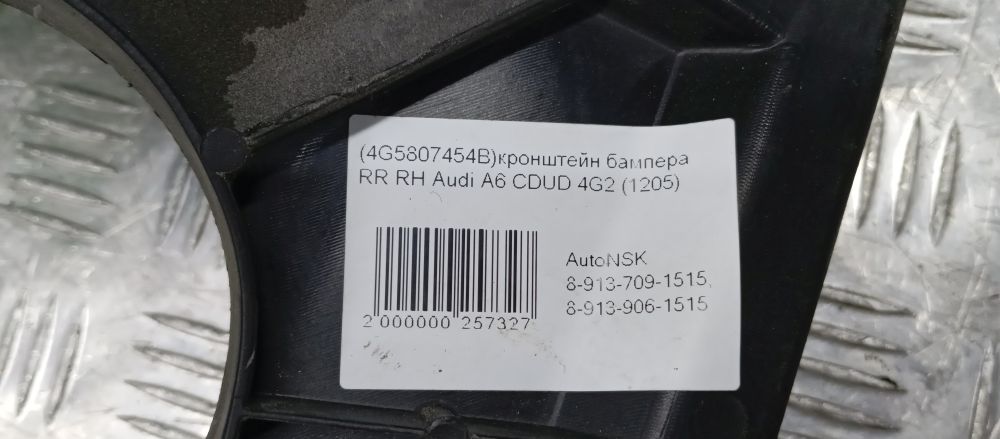 (4G5807454B)кронштейн бампера
RR RH Audi A6 CDUD 4G2 (1205)
AutoNSK
8-913-709-1515,
8-913-906-1515
2 000000 257327